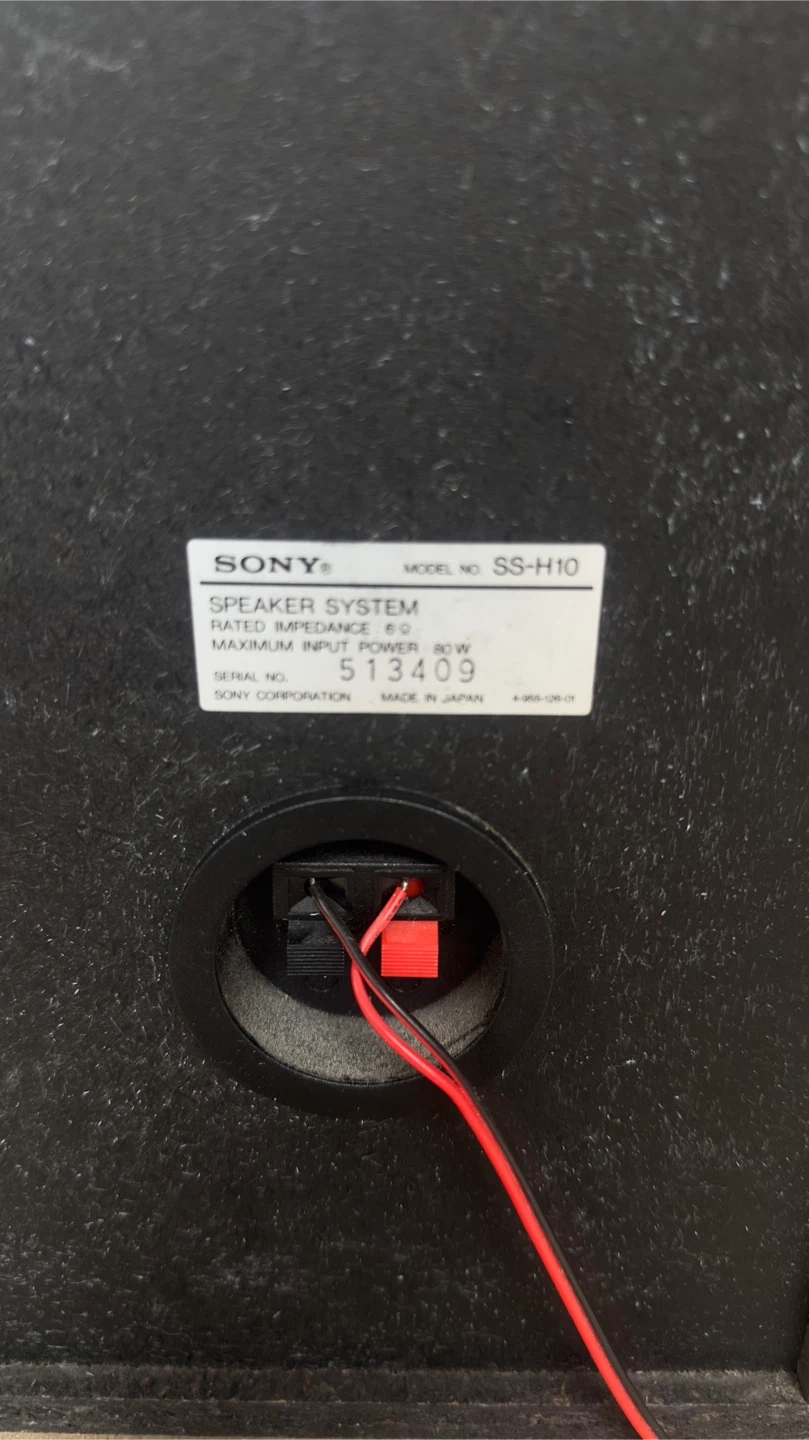 SONY® MODEL NO. SS-H10
SPEAKER SYSTEM
RATED IMPEDANCE 6Ω
MAXIMUM INPUT POWER 80W
SERIAL NO. 513409
SONY CORPORATION MADE IN JAPAN